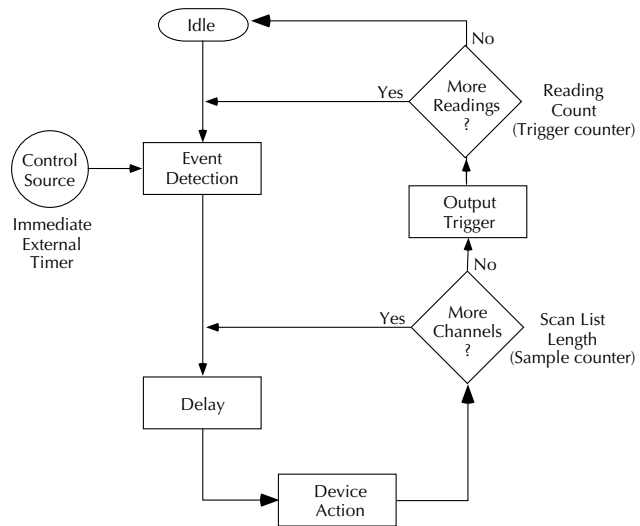 Idle
No
More
Readings
?
Yes
Reading
Count
(Trigger counter)
Control
Source
Event
Detection
Immediate
External
Timer
Output
Trigger
No
More
Channels
?
Yes
Scan List
Length
(Sample counter)
Delay
Device
Action